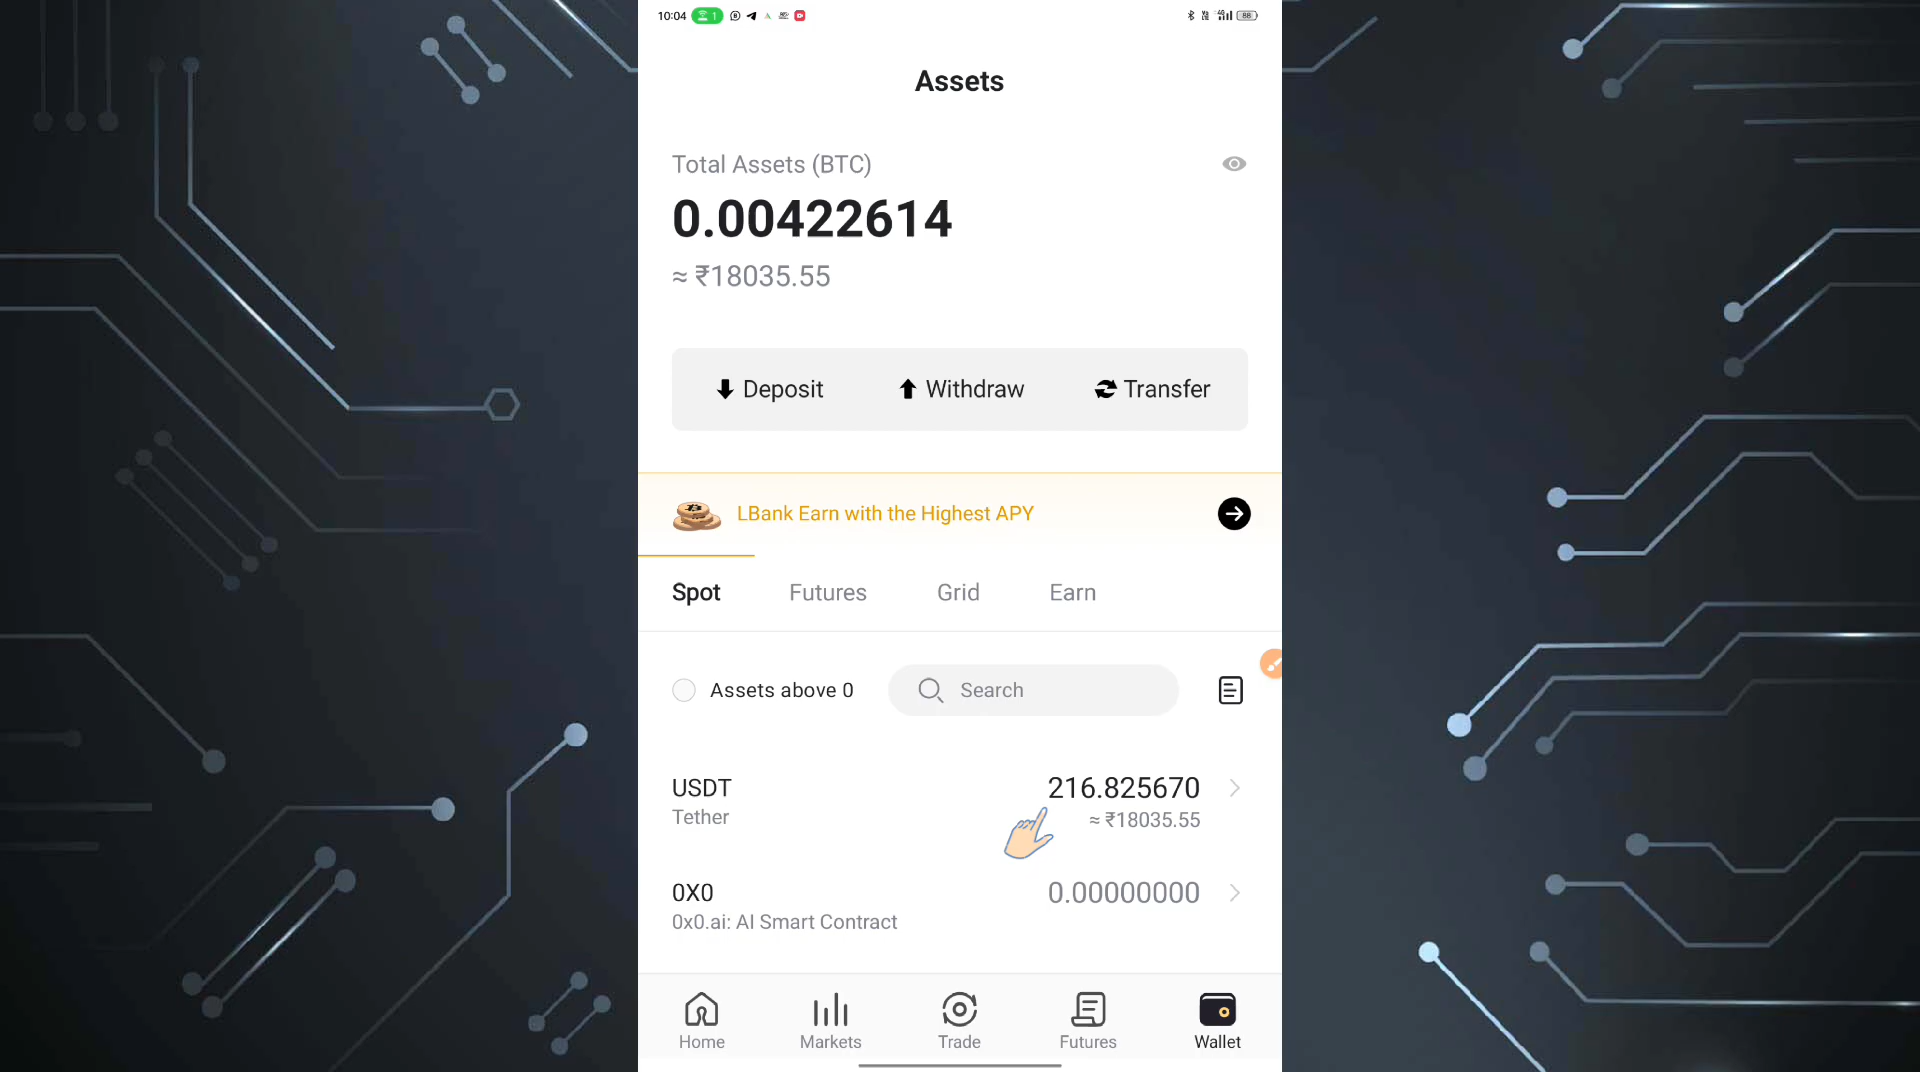 10:04 1 88
Assets
Total Assets (BTC)
0.00422614
≈ ₹18035.55
Deposit Withdraw Transfer
LBank Earn with the Highest APY
Spot Futures Grid Earn
Assets above 0 Search
USDT 216.825670
Tether ≈ ₹18035.55
0X0 0.00000000
0x0.ai: AI Smart Contract
Home Markets Trade Futures Wallet